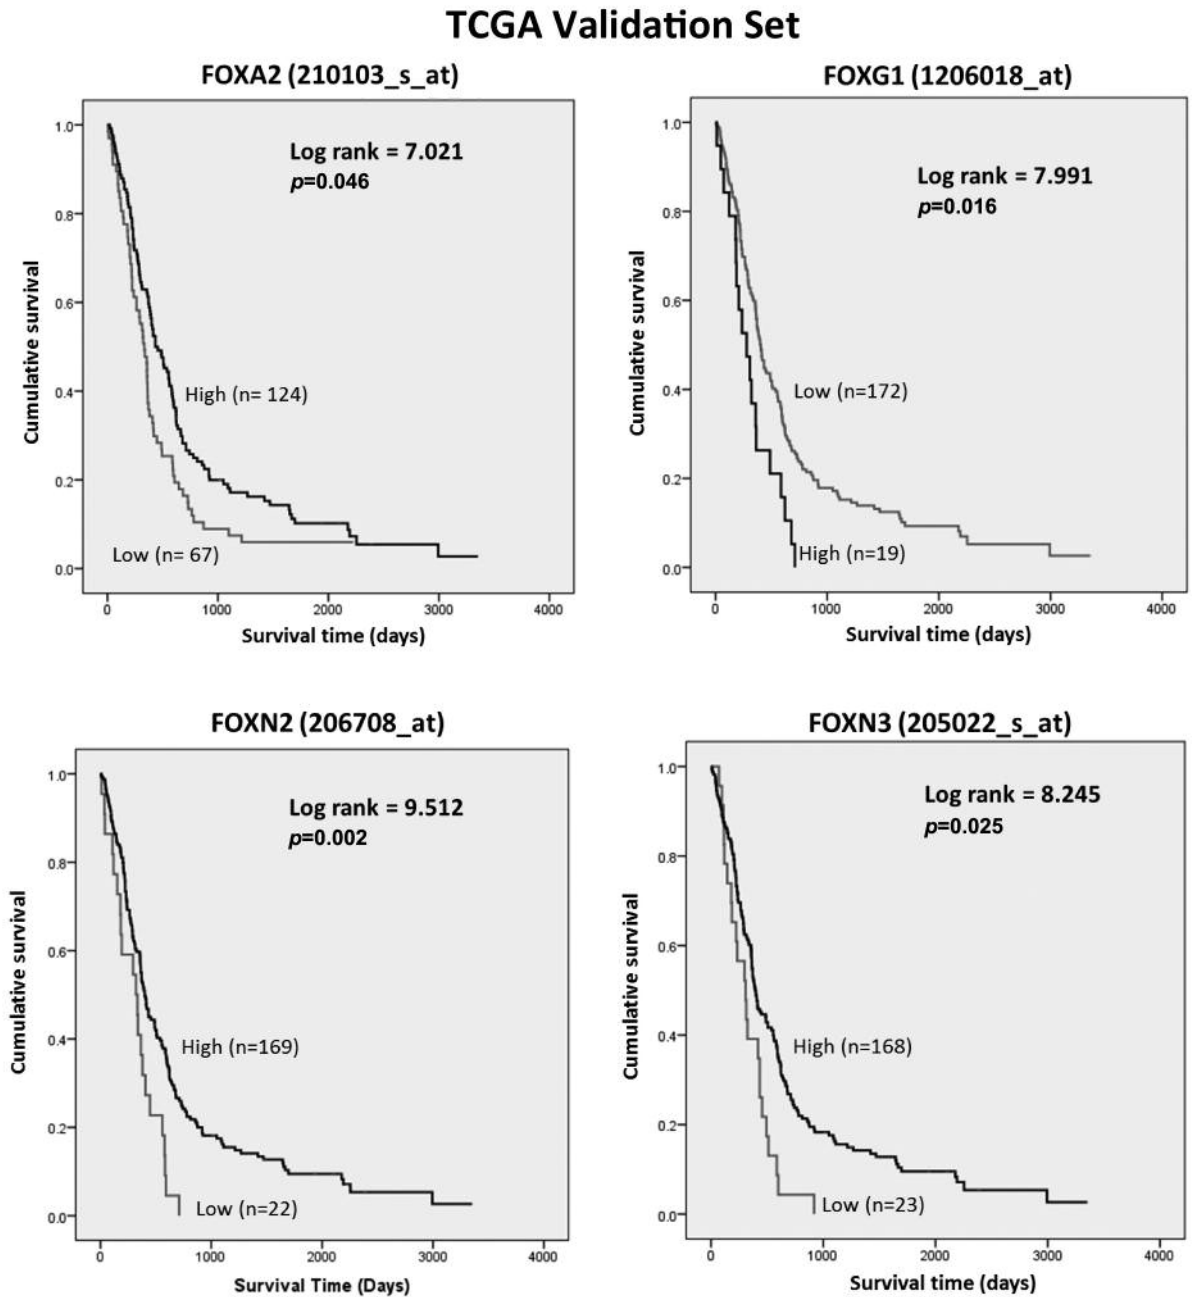 TCGA Validation Set
FOXA2 (210103_s_at)
Log rank = 7.021
p=0.046
1.0
0.8
0.6
0.4
0.2
0.0
Cumulative survival
High (n= 124)
Low (n= 67)
0 1000 2000 3000 4000
Survival time (days)
FOXG1 (1206018_at)
Log rank = 7.991
p=0.016
1.0
0.8
0.6
0.4
0.2
0.0
Cumulative survival
Low (n=172)
High (n=19)
0 1000 2000 3000 4000
Survival time (days)
FOXN2 (206708_at)
Log rank = 9.512
p=0.002
1.0
0.8
0.6
0.4
0.2
0.0
Cumulative survival
High (n=169)
Low (n=22)
0 1000 2000 3000 4000
Survival Time (Days)
FOXN3 (205022_s_at)
Log rank = 8.245
p=0.025
1.0
0.8
0.6
0.4
0.2
0.0
Cumulative survival
High (n=168)
Low (n=23)
0 1000 2000 3000 4000
Survival time (days)